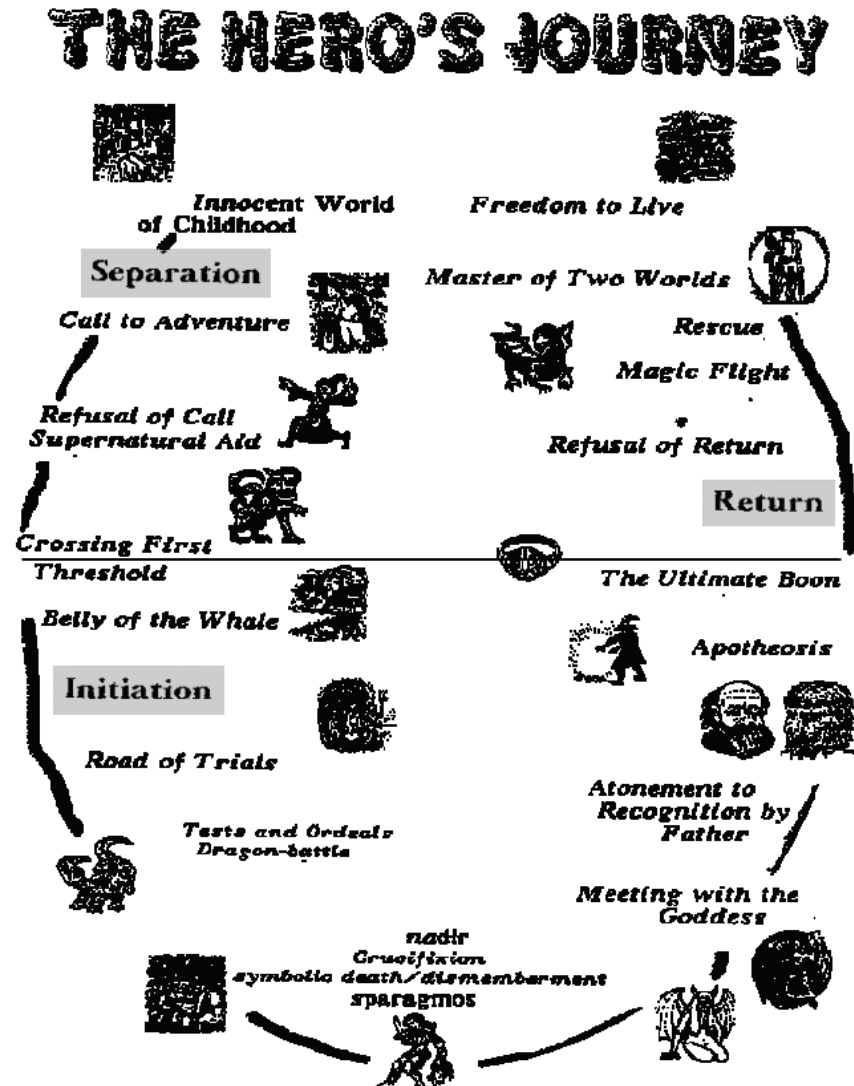 THE HERO'S JOURNEY
Innocent World
of Childhood
Separation
Call to Adventure
Refusal of Call
Supernatural Aid
Crossing First
Threshold
Belly of the Whale
Initiation
Road of Trials
Tests and Ordeals
Dragon-battle
nadir
Crucifixion
symbolic death/dismemberment
sparagmos
Meeting with the
Goddess
Atonement to
Recognition by
Father
Apotheosis
The Ultimate Boon
Return
Refusal of Return
Magic Flight
Rescue
Master of Two Worlds
Freedom to Live